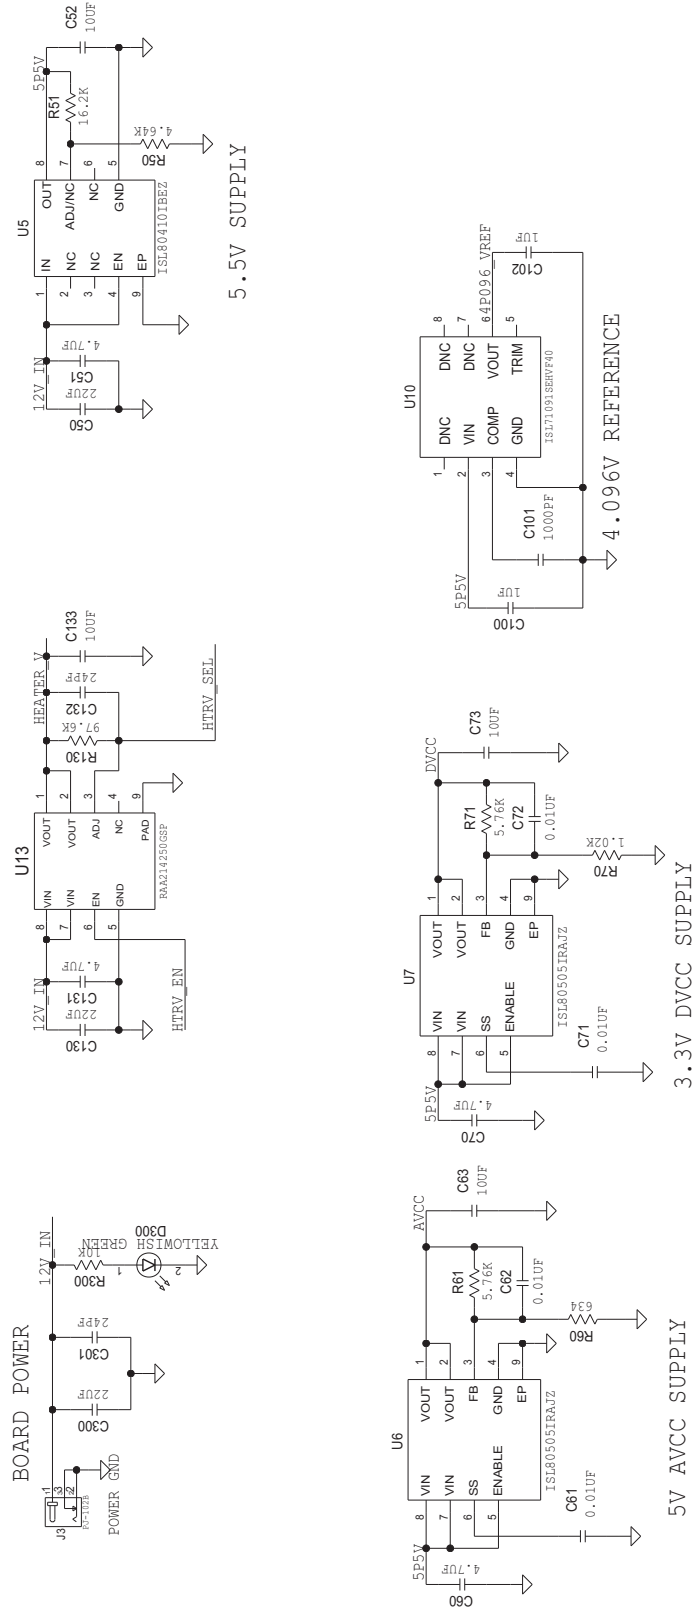 BOARD POWER
J3
PJ-102B
1
3
2
POWER GND
C300
22UF
C301
24PF
12V_IN
R300
10K
1
2
D300
YELLOWISH GREEN
12V_IN
C130
22UF
C131
4.7UF
HTRV_EN
U13
RAA214250GSP
8 VIN
7 VIN
6 EN
5 GND
VOUT 1
VOUT 2
ADJ 3
NC 4
PAD 9
R130
97.6K
C132
24PF
HEATER_V
C133
10UF
HTRV_SEL
12V_IN
C50
22UF
C51
4.7UF
U5
ISL80410IBEZ
1 IN
2 NC
3 NC
4 EN
9 EP
OUT 8
ADJ/NC 7
NC 6
GND 5
5P5V
R51
16.2K
R50
4.64K
C52
10UF
5.5V SUPPLY
5P5V
C60
4.7UF
C61
0.01UF
U6
ISL80505IRAJZ
8 VIN
7 VIN
6 SS
5 ENABLE
VOUT 1
VOUT 2
FB 3
GND 4
EP 9
AVCC
R61
5.76K
C62
0.01UF
R60
634
C63
10UF
5V AVCC SUPPLY
5P5V
C70
4.7UF
C71
0.01UF
U7
ISL80505IRAJZ
8 VIN
7 VIN
6 SS
5 ENABLE
VOUT 1
VOUT 2
FB 3
GND 4
EP 9
DVCC
R71
5.76K
C72
0.01UF
R70
1.02K
C73
10UF
3.3V DVCC SUPPLY
5P5V
C100
1UF
C101
1000PF
U10
ISL71091SEHVF40
1 DNC
2 VIN
3 COMP
4 GND
DNC 8
DNC 7
VOUT 6
TRIM 5
4P096_VREF
C102
1UF
4.096V REFERENCE